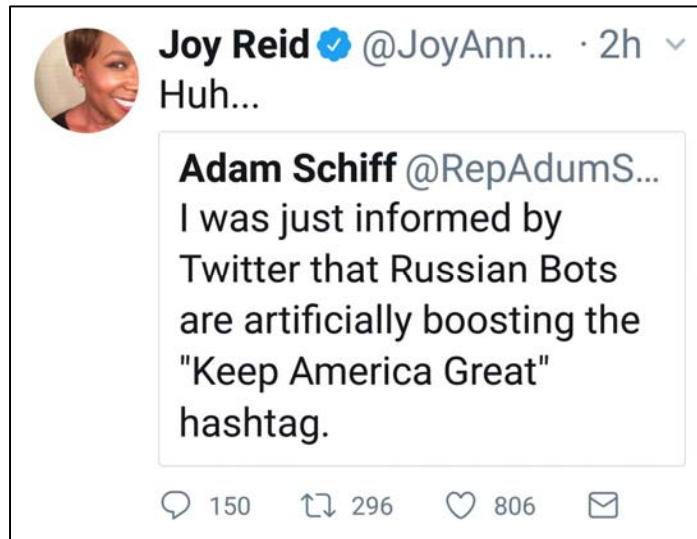 Joy Reid @JoyAnn... · 2h
Huh...
Adam Schiff @RepAdumS...
I was just informed by
Twitter that Russian Bots
are artificially boosting the
"Keep America Great"
hashtag.
150 296 806